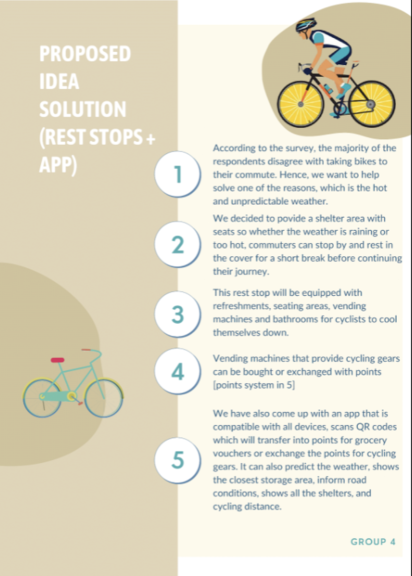 PROPOSED
IDEA
SOLUTION
(REST STOPS +
APP)
1
According to the survey, the majority of the
respondents disagree with taking bikes to
their commute. Hence, we want to help
solve one of the reasons, which is the hot
and unpredictable weather.
2
We decided to povide a shelter area with
seats so whether the weather is raining or
too hot, commuters can stop by and rest in
the cover for a short break before continuing
their journey.
3
This rest stop will be equipped with
refreshments, seating areas, vending
machines and bathrooms for cyclists to cool
themselves down.
4
Vending machines that provide cycling gears
can be bought or exchanged with points
[points system in 5]
5
We have also come up with an app that is
compatible with all devices, scans QR codes
which will transfer into points for grocery
vouchers or exchange the points for cycling
gears. It can also predict the weather, shows
the closest storage area, inform road
conditions, shows all the shelters, and
cycling distance.
GROUP 4